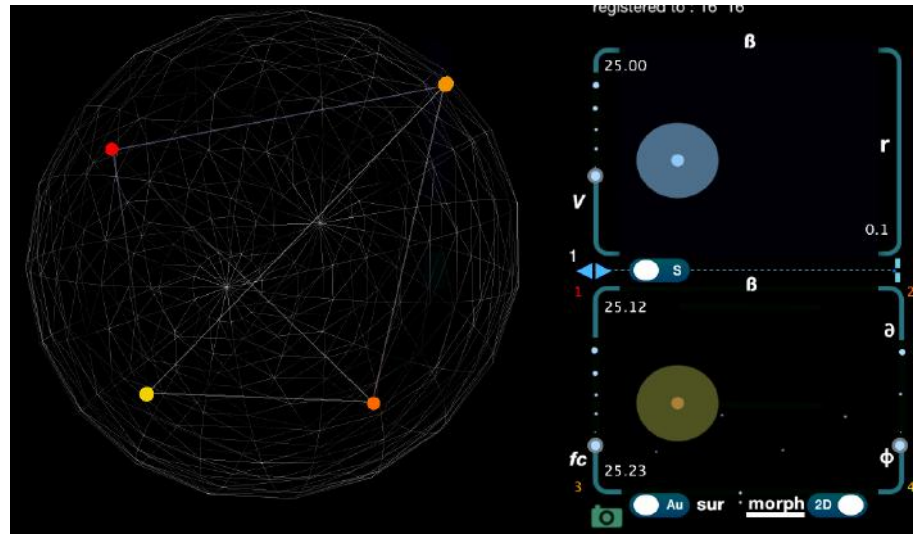 registered to : 16 16
ß
25.00
r
V
0.1
1
S
ß
1
2
25.12
∂
fc
ϕ
25.23
3
4
Au sur morph 2D